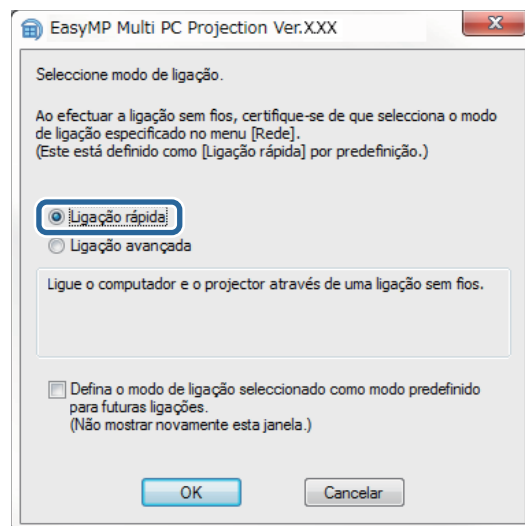 EasyMP Multi PC Projection Ver.X.XX
Seleccione modo de ligação.
Ao efectuar a ligação sem fios, certifique-se de que selecciona o modo
de ligação especificado no menu [Rede].
(Este está definido como [Ligação rápida] por predefinição.)
Ligação rápida
Ligação avançada
Ligue o computador e o projector através de uma ligação sem fios.
Defina o modo de ligação seleccionado como modo predefinido
para futuras ligações.
(Não mostrar novamente esta janela.)
OK
Cancelar